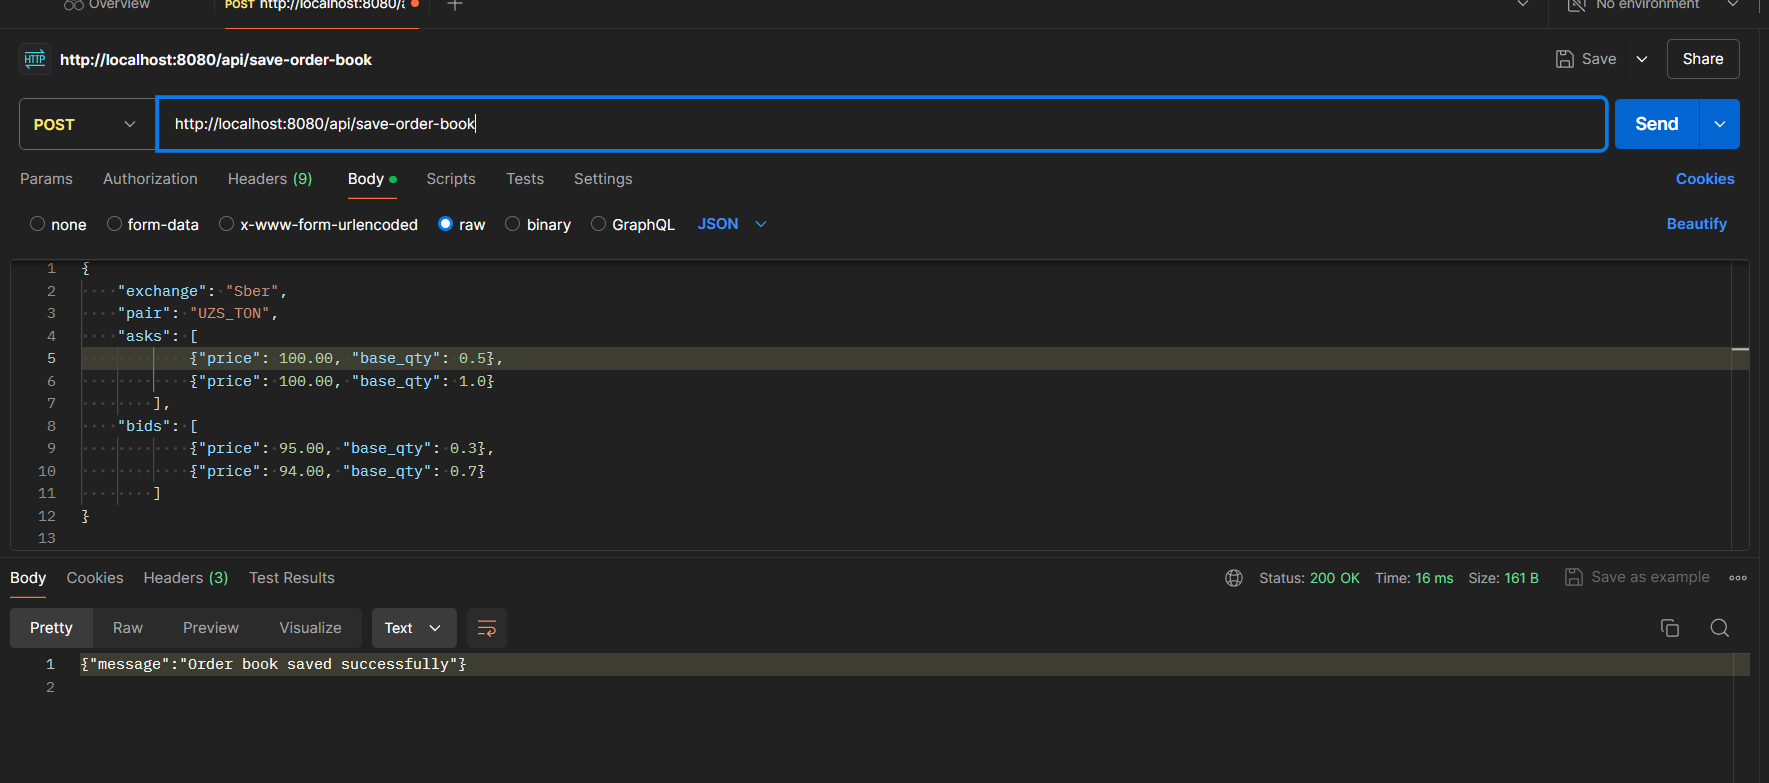 Overview
POST http://localhost:8080/a
No environment
HTTP http://localhost:8080/api/save-order-book
Save
Share
POST
http://localhost:8080/api/save-order-book
Send
Params Authorization Headers (9) Body Scripts Tests Settings Cookies
none form-data x-www-form-urlencoded raw binary GraphQL JSON Beautify
1 {
2 "exchange": "Sber",
3 "pair": "UZS_TON",
4 "asks": [
5 {"price": 100.00, "base_qty": 0.5},
6 {"price": 100.00, "base_qty": 1.0}
7 ],
8 "bids": [
9 {"price": 95.00, "base_qty": 0.3},
10 {"price": 94.00, "base_qty": 0.7}
11 ]
12 }
13
Body Cookies Headers (3) Test Results Status: 200 OK Time: 16 ms Size: 161 B Save as example
Pretty Raw Preview Visualize Text
1 {"message":"Order book saved successfully"}
2